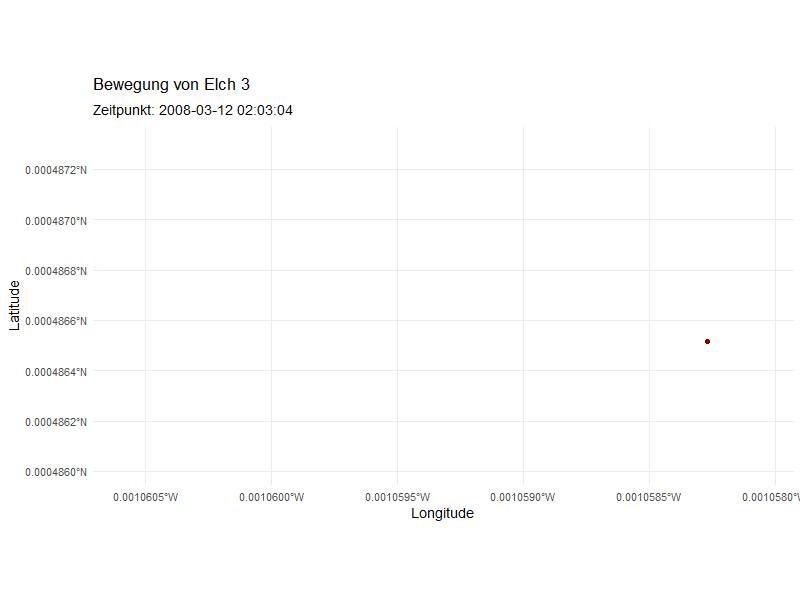 Bewegung von Elch 3
Zeitpunkt: 2008-03-12 02:03:04
0.0004872°N
0.0004870°N
0.0004868°N
0.0004866°N
0.0004864°N
0.0004862°N
0.0004860°N
Latitude
0.0010605°W
0.0010600°W
0.0010595°W
0.0010590°W
0.0010585°W
0.0010580°W
Longitude